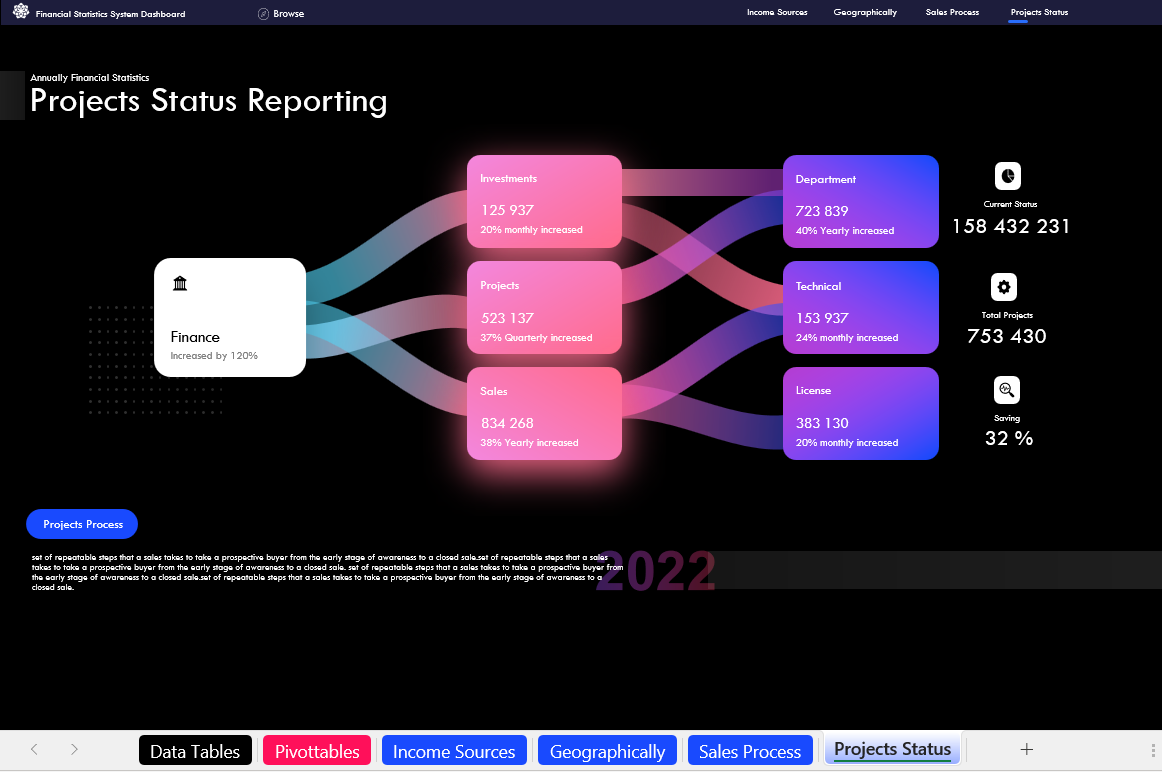 Financial Statistics System Dashboard
Browse
Income Sources
Geographically
Sales Process
Projects Status
Annually Financial Statistics
Projects Status Reporting
Finance
Increased by 120%
Investments
125 937
20% monthly increased
Projects
523 137
37% Quarterly increased
Sales
834 268
38% Yearly increased
Department
723 839
40% Yearly increased
Technical
153 937
24% monthly increased
License
383 130
20% monthly increased
Current Status
158 432 231
Total Projects
753 430
Saving
32 %
Projects Process
set of repeatable steps that a sales takes to take a prospective buyer from the early stage of awareness to a closed sale.set of repeatable steps that a sales
takes to take a prospective buyer from the early stage of awareness to a closed sale. set of repeatable steps that a sales takes to take a prospective buyer from
the early stage of awareness to a closed sale.set of repeatable steps that a sales takes to take a prospective buyer from the early stage of awareness to a
closed sale.
2022
Data Tables
Pivottables
Income Sources
Geographically
Sales Process
Projects Status